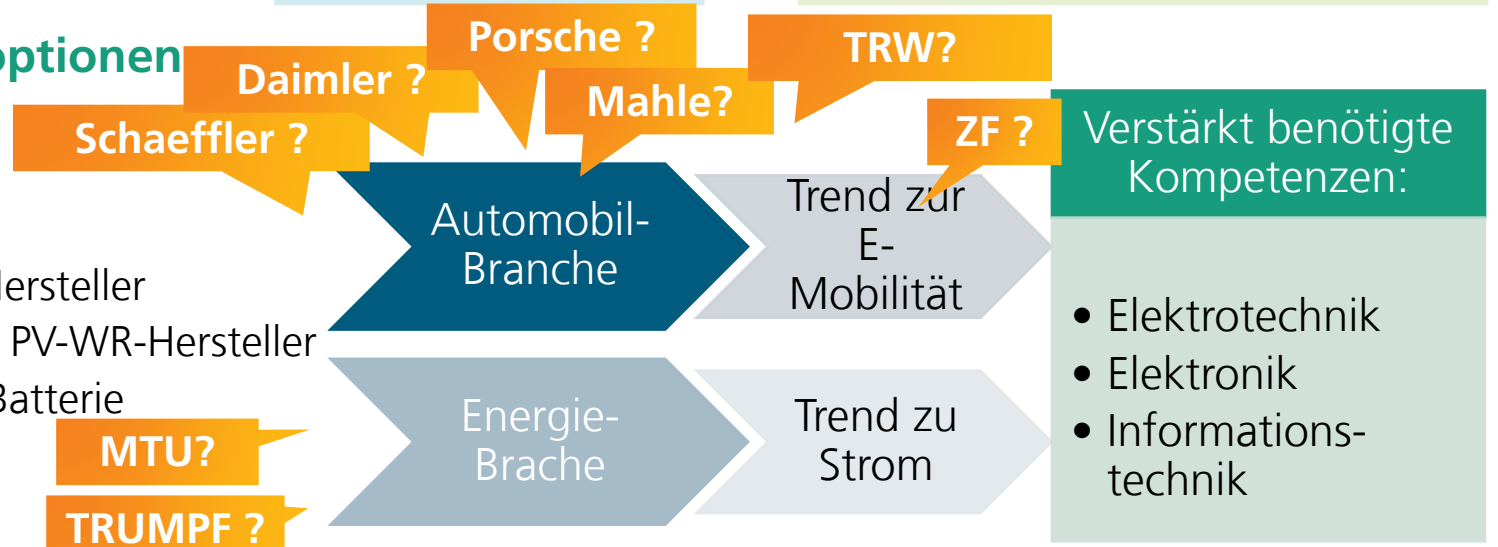 optionen
Schaeffler ?
Daimler ?
Porsche ?
Mahle?
TRW?
ZF ?
Hersteller
PV-WR-Hersteller
Batterie
MTU?
TRUMPF ?
Automobil-
Branche
Trend zur
E-
Mobilität
Energie-
Brache
Trend zu
Strom
Verstärkt benötigte
Kompetenzen:
• Elektrotechnik
• Elektronik
• Informations-
technik